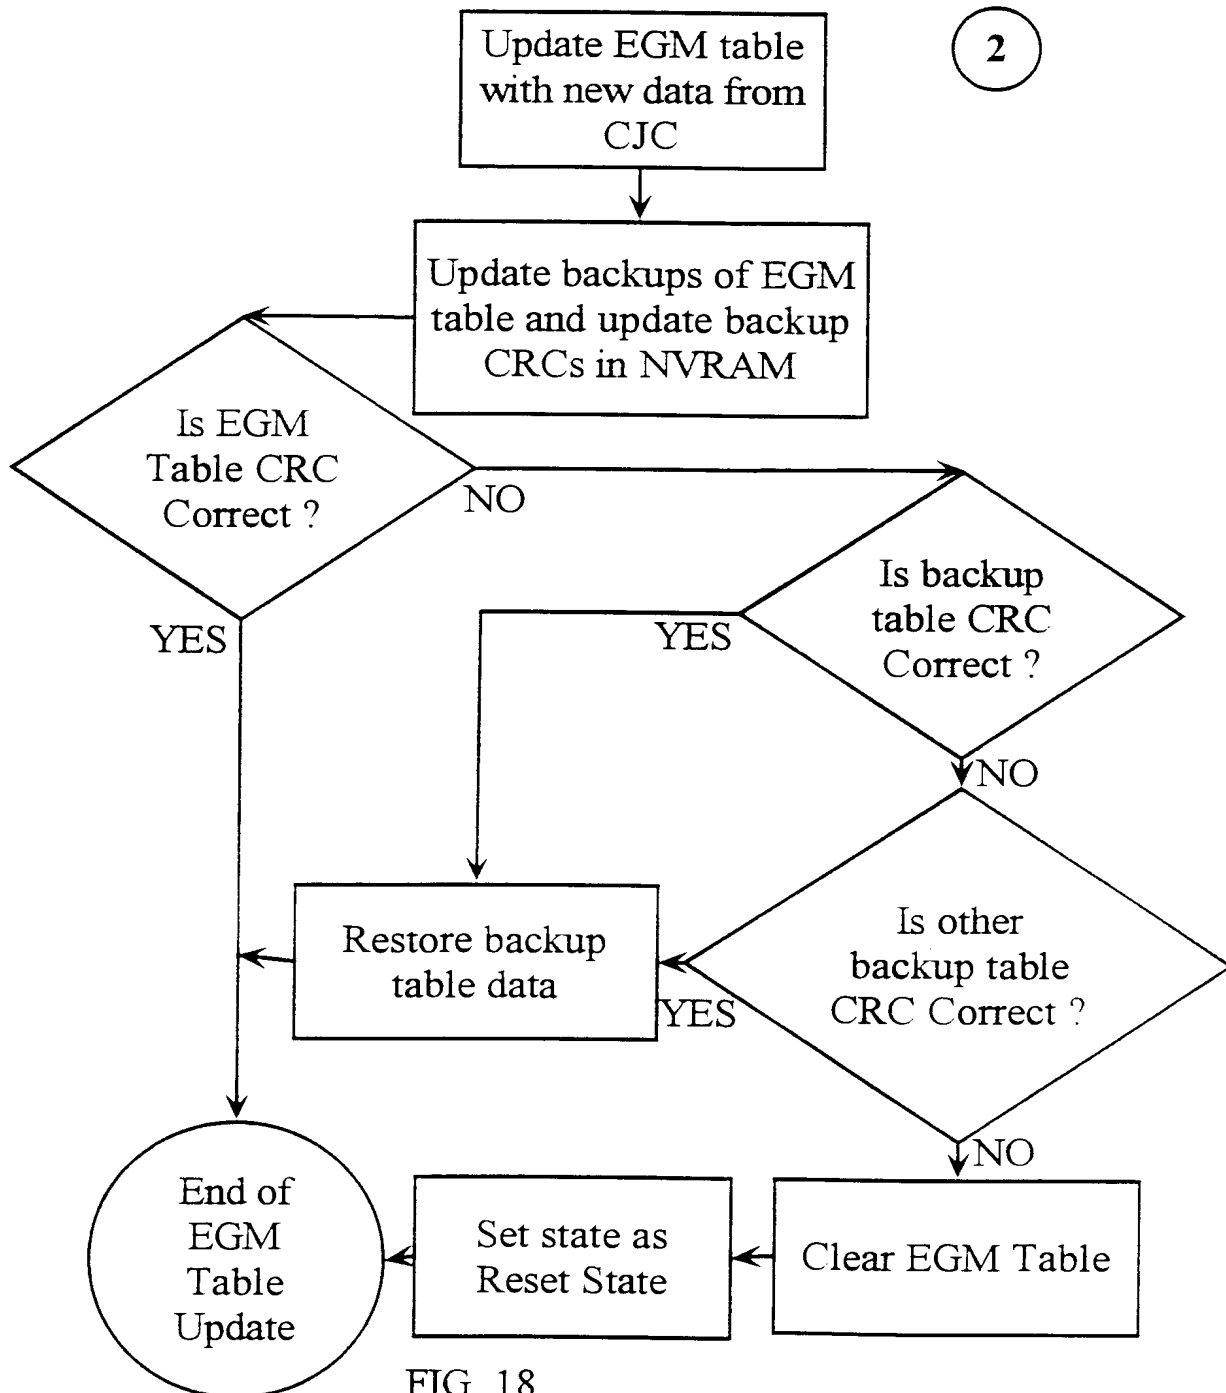 Update EGM table
with new data from
CJC
2
Update backups of EGM
table and update backup
CRCs in NVRAM
Is EGM
Table CRC
Correct ?
NO
YES
Is backup
table CRC
Correct ?
YES
NO
Restore backup
table data
Is other
backup table
CRC Correct ?
YES
NO
End of
EGM
Table
Update
Set state as
Reset State
Clear EGM Table
FIG. 18